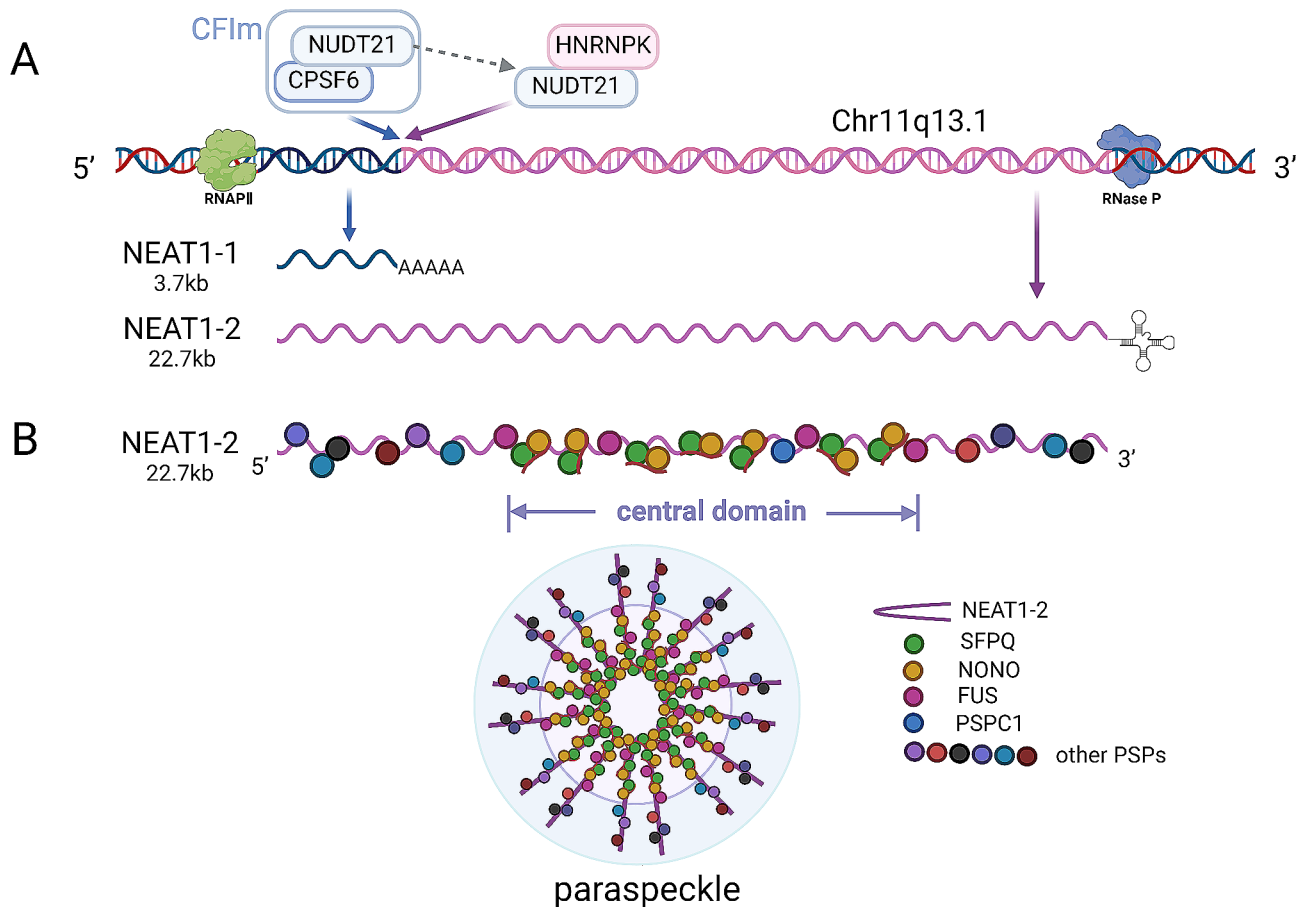 A
CFIm
NUDT21
CPSF6
HNRNPK
NUDT21
Chr11q13.1
5’
3’
RNAPⅡ
RNase P
NEAT1-1
3.7kb
AAAAA
NEAT1-2
22.7kb
B
NEAT1-2
22.7kb
5’
3’
central domain
NEAT1-2
SFPQ
NONO
FUS
PSPC1
other PSPs
paraspeckle